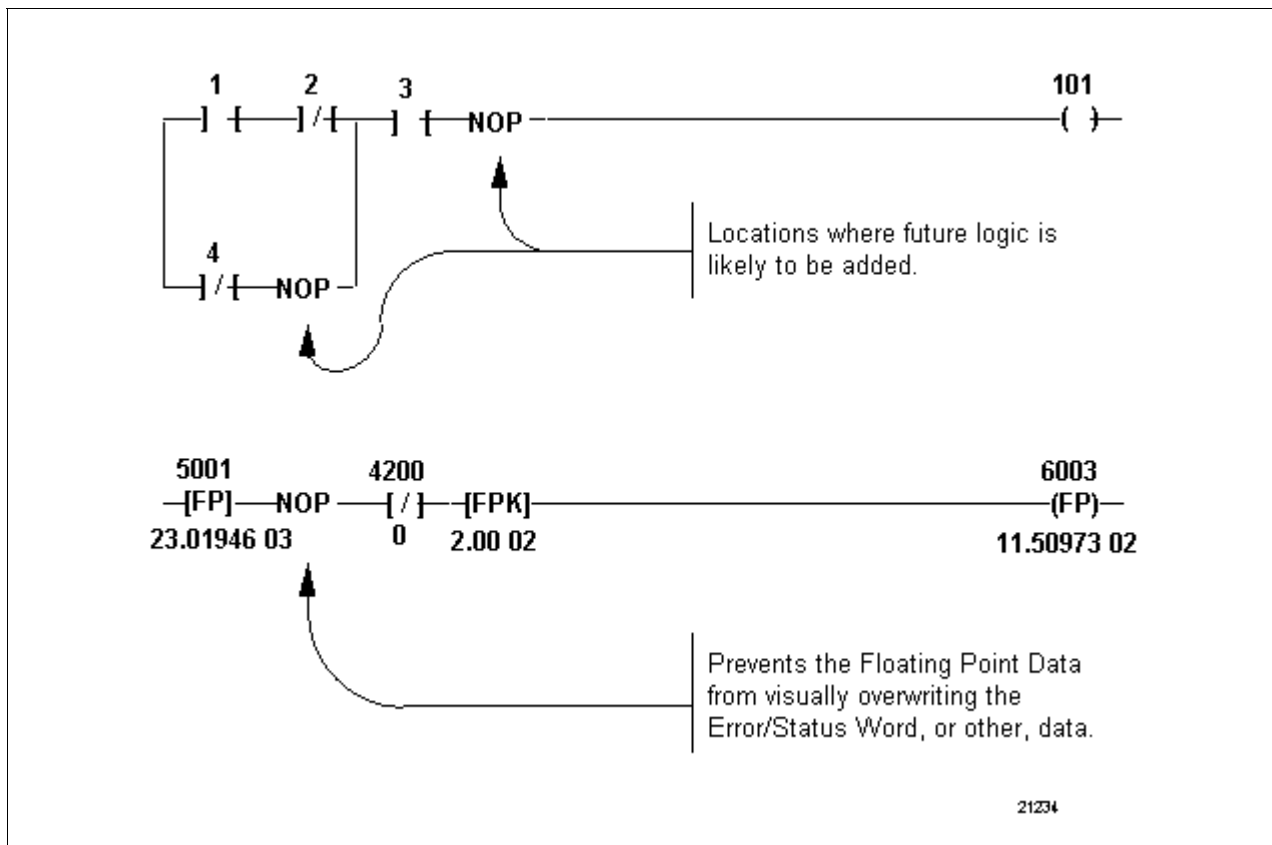 1 2 3 101
] [ ] / [ ] [ NOP ( )
Locations where future logic is
likely to be added.
4
] / [ NOP
5001 4200 6003
[FP] NOP [ / ] [FPK] (FP)
23.01946 03 0 2.00 02 11.50973 02
Prevents the Floating Point Data
from visually overwriting the
Error/Status Word, or other, data.
21234